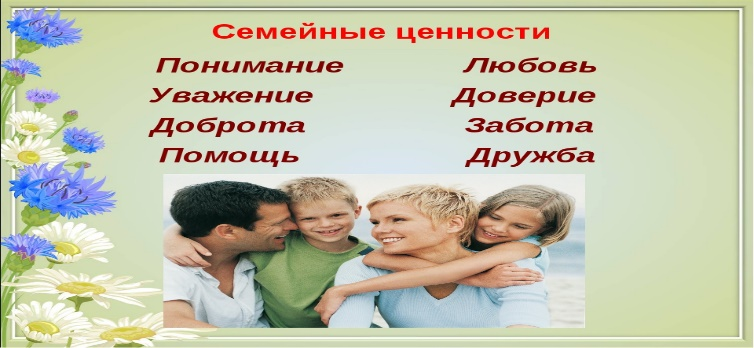 Семейные ценности
Понимание Любовь
Уважение Доверие
Доброта Забота
Помощь Дружба